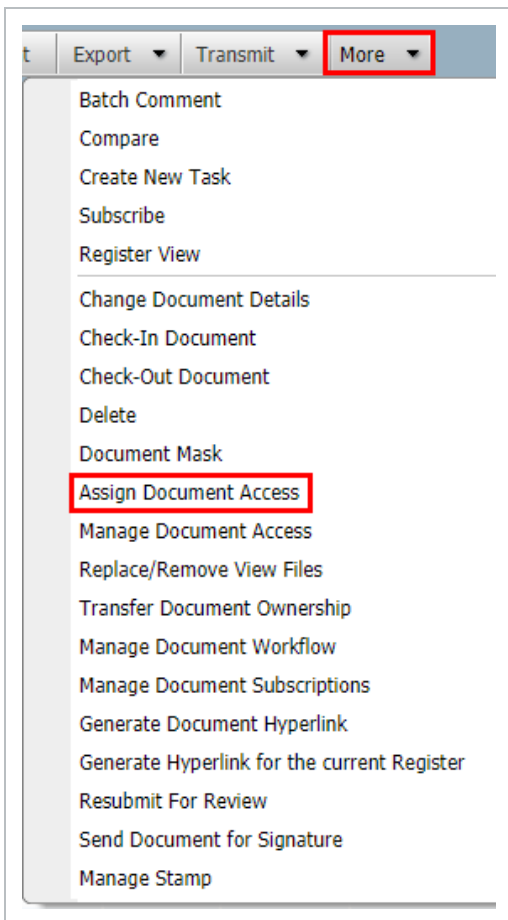 t Export Transmit More
Batch Comment
Compare
Create New Task
Subscribe
Register View
Change Document Details
Check-In Document
Check-Out Document
Delete
Document Mask
Assign Document Access
Manage Document Access
Replace/Remove View Files
Transfer Document Ownership
Manage Document Workflow
Manage Document Subscriptions
Generate Document Hyperlink
Generate Hyperlink for the current Register
Resubmit For Review
Send Document for Signature
Manage Stamp